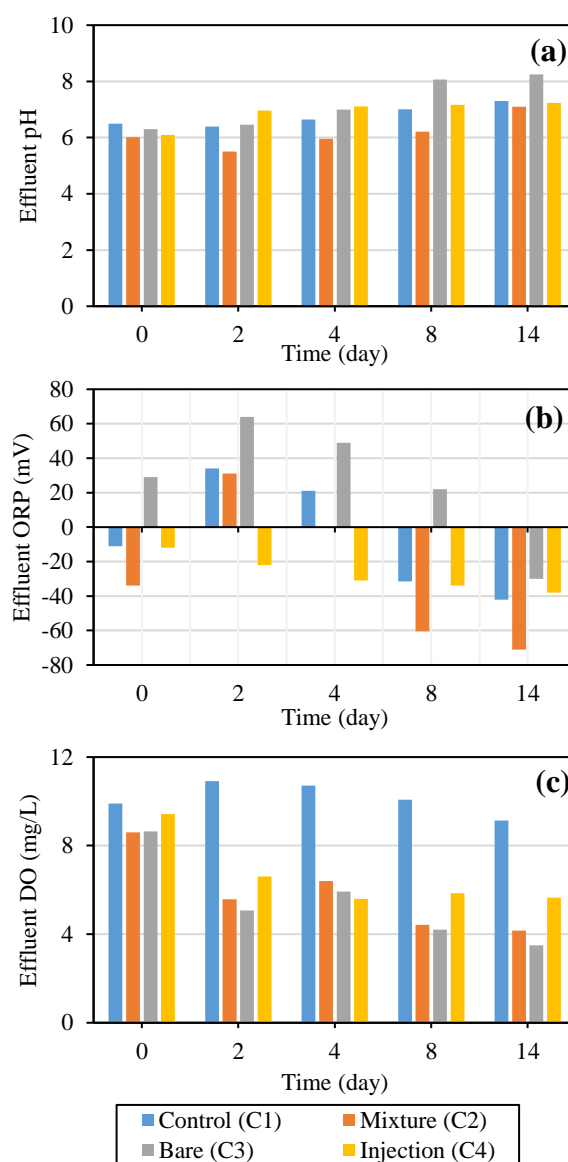 (a)
Effluent pH
10
8
6
4
2
0
0 2 4 8 14
Time (day)
(b)
Effluent ORP (mV)
80
60
40
20
0
-20
-40
-60
-80
0 2 4 8 14
Time (day)
(c)
Effluent DO (mg/L)
12
8
4
0
0 2 4 8 14
Time (day)
Control (C1) Mixture (C2)
Bare (C3) Injection (C4)